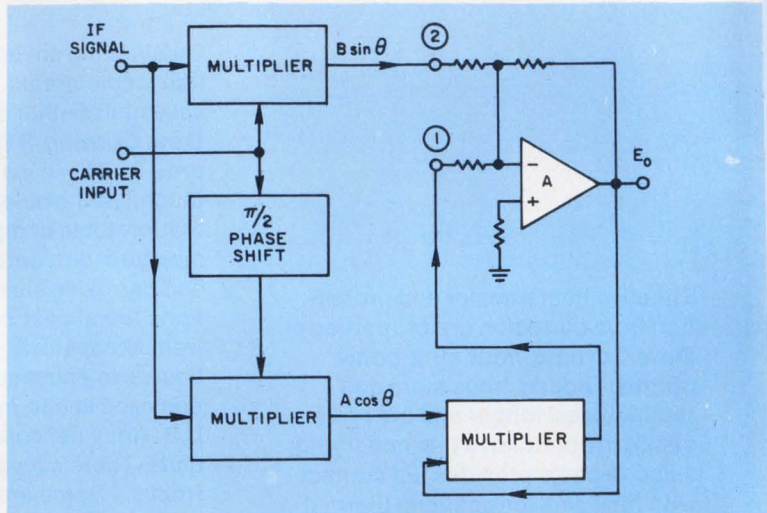 IF
SIGNAL
MULTIPLIER
B sin θ
2
1
CARRIER
INPUT
π/2
PHASE
SHIFT
−
A
+
E₀
MULTIPLIER
A cos θ
MULTIPLIER